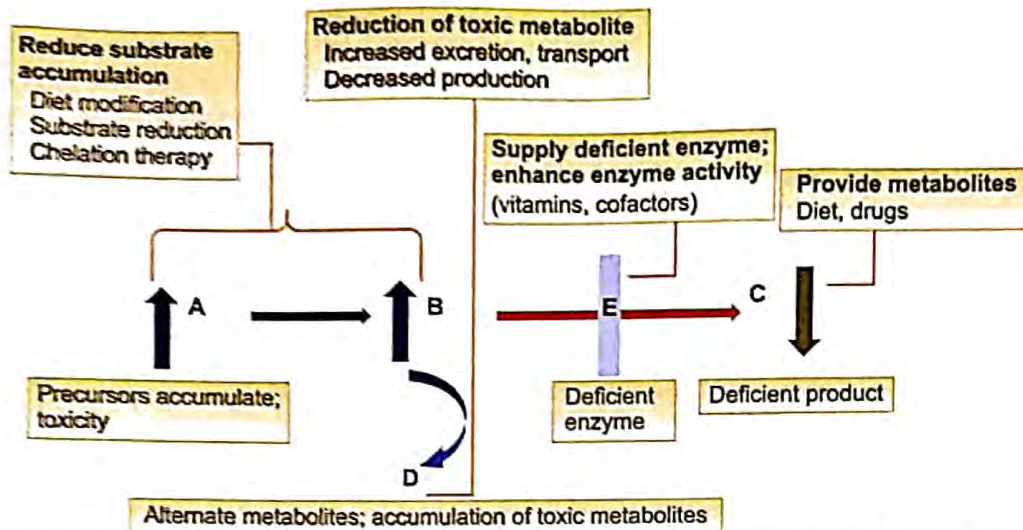 Reduction of toxic metabolite
Increased excretion, transport
Decreased production
Reduce substrate
accumulation
Diet modification
Substrate reduction
Chelation therapy
Supply deficient enzyme;
enhance enzyme activity
(vitamins, cofactors)
Provide metabolites
Diet, drugs
A
B
E
C
Precursors accumulate;
toxicity
Deficient
enzyme
Deficient product
D
Alternate metabolites; accumulation of toxic metabolites